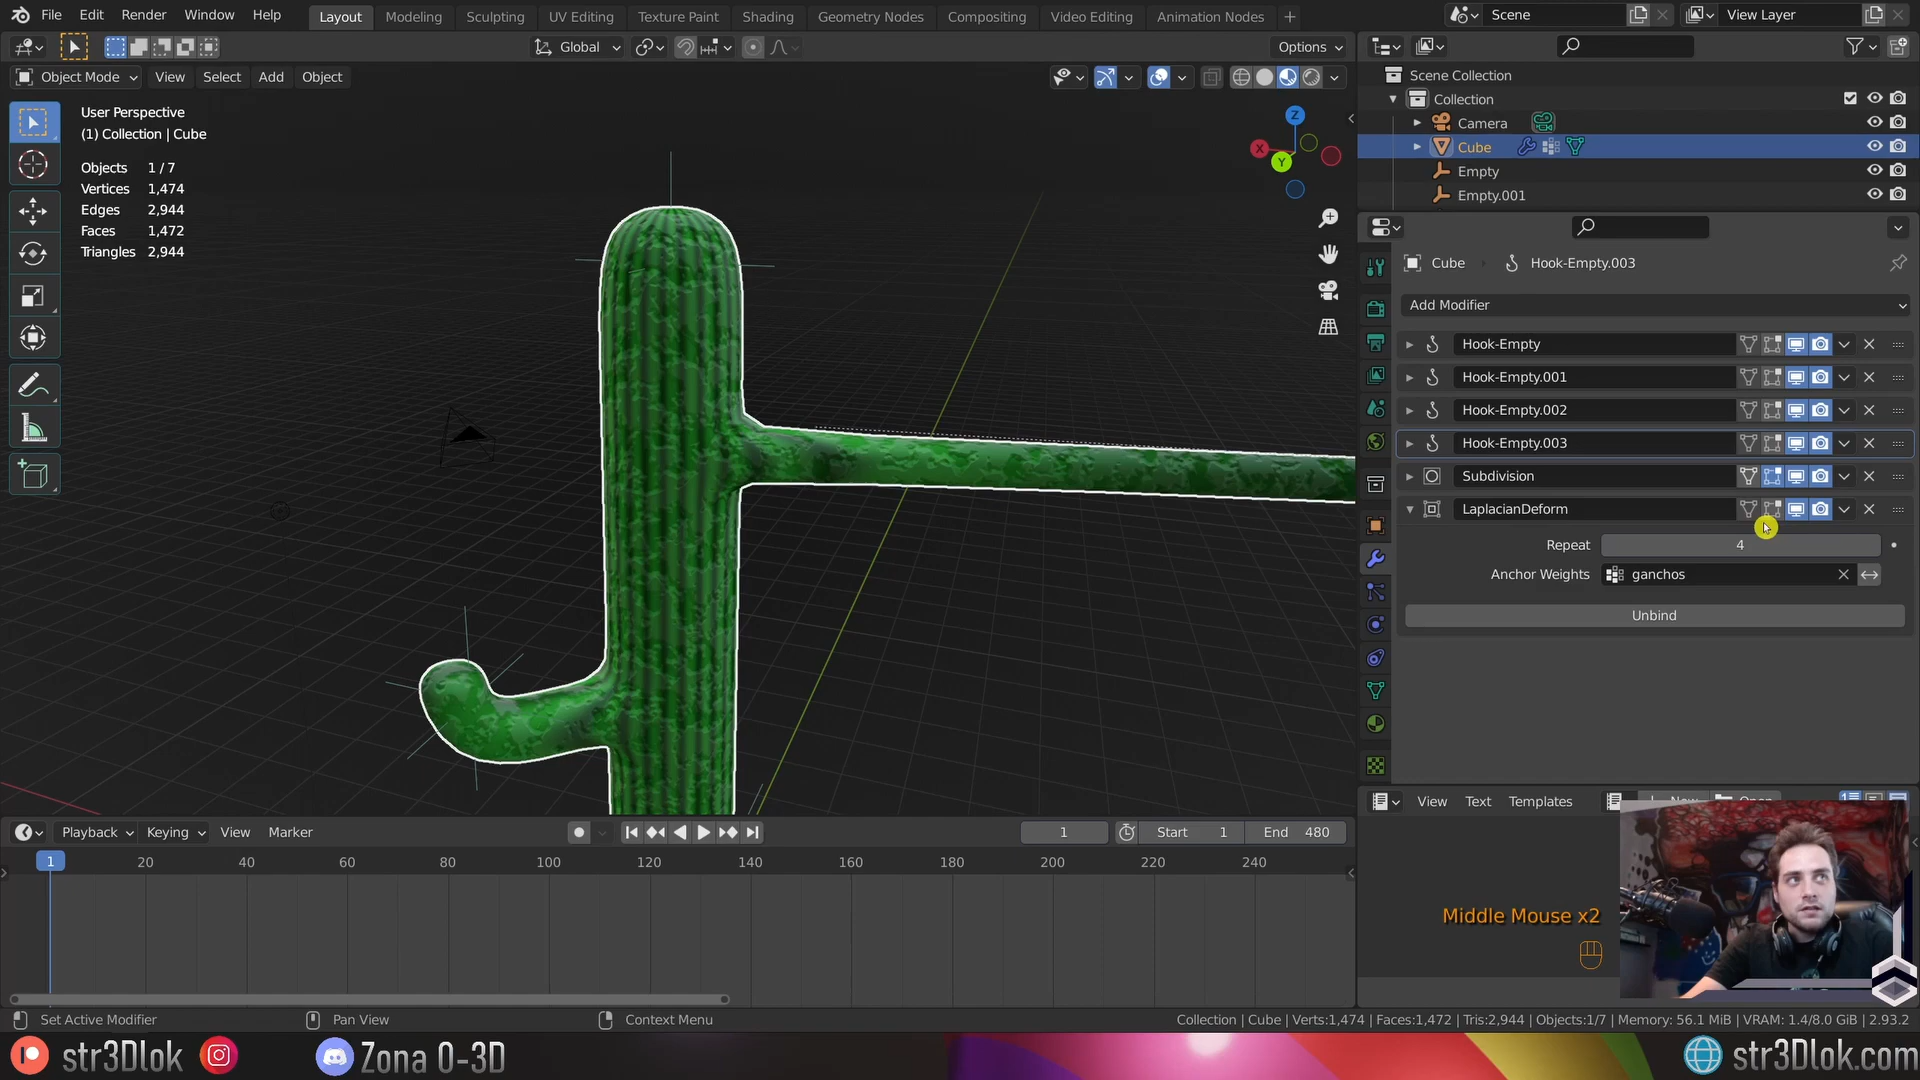 File Edit Render Window Help Layout Modeling Sculpting UV Editing Texture Paint Shading Geometry Nodes Compositing Video Editing Animation Nodes + Scene View Layer
Global Options
Object Mode View Select Add Object
User Perspective
(1) Collection | Cube
Objects 1 / 7
Vertices 1,474
Edges 2,944
Faces 1,472
Triangles 2,944
Z
X
Y
Scene Collection
Collection
Camera
Cube
Empty
Empty.001
Cube Hook-Empty.003
Add Modifier
Hook-Empty
Hook-Empty.001
Hook-Empty.002
Hook-Empty.003
Subdivision
LaplacianDeform
Repeat 4
Anchor Weights ganchos
Unbind
View Text Templates
Playback Keying View Marker 1 Start 1 End 480
1 20 40 60 80 100 120 140 160 180 200 220 240
Middle Mouse x2
Set Active Modifier Pan View Context Menu Collection | Cube | Verts:1,474 | Faces:1,472 | Tris:2,944 | Objects:1/7 | Memory: 56.1 MiB | VRAM: 1.4/8.0 GiB | 2.93.2
str3Dlok Zona 0-3D str3Dlok.com